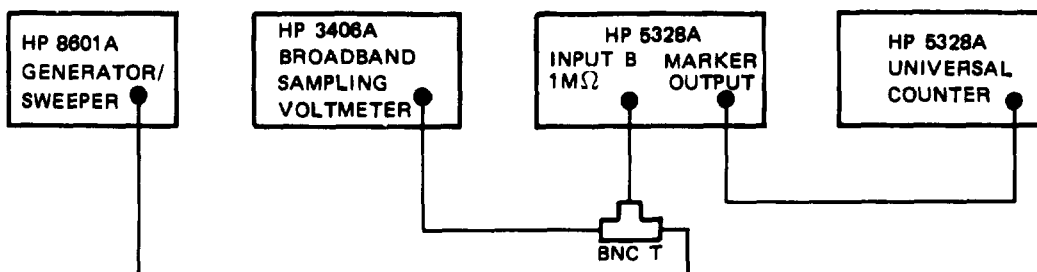 HP 8601A
GENERATOR/
SWEEPER
HP 3406A
BROADBAND
SAMPLING
VOLTMETER
HP 5328A
INPUT B MARKER
1MΩ OUTPUT
HP 5328A
UNIVERSAL
COUNTER
BNC T